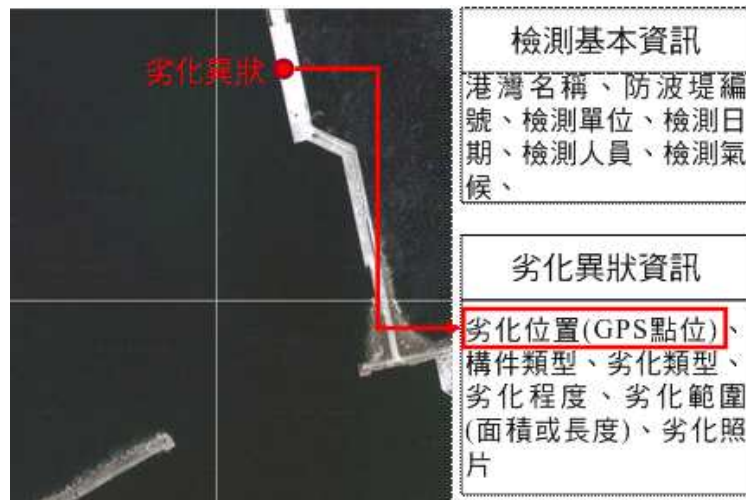 劣化異狀
檢測基本資訊
港灣名稱、防波堤編
號、檢測單位、檢測日
期、檢測人員、檢測氣
候、
劣化異狀資訊
劣化位置(GPS點位)、
構件類型、劣化類型、
劣化程度、劣化範圍
(面積或長度)、劣化照
片